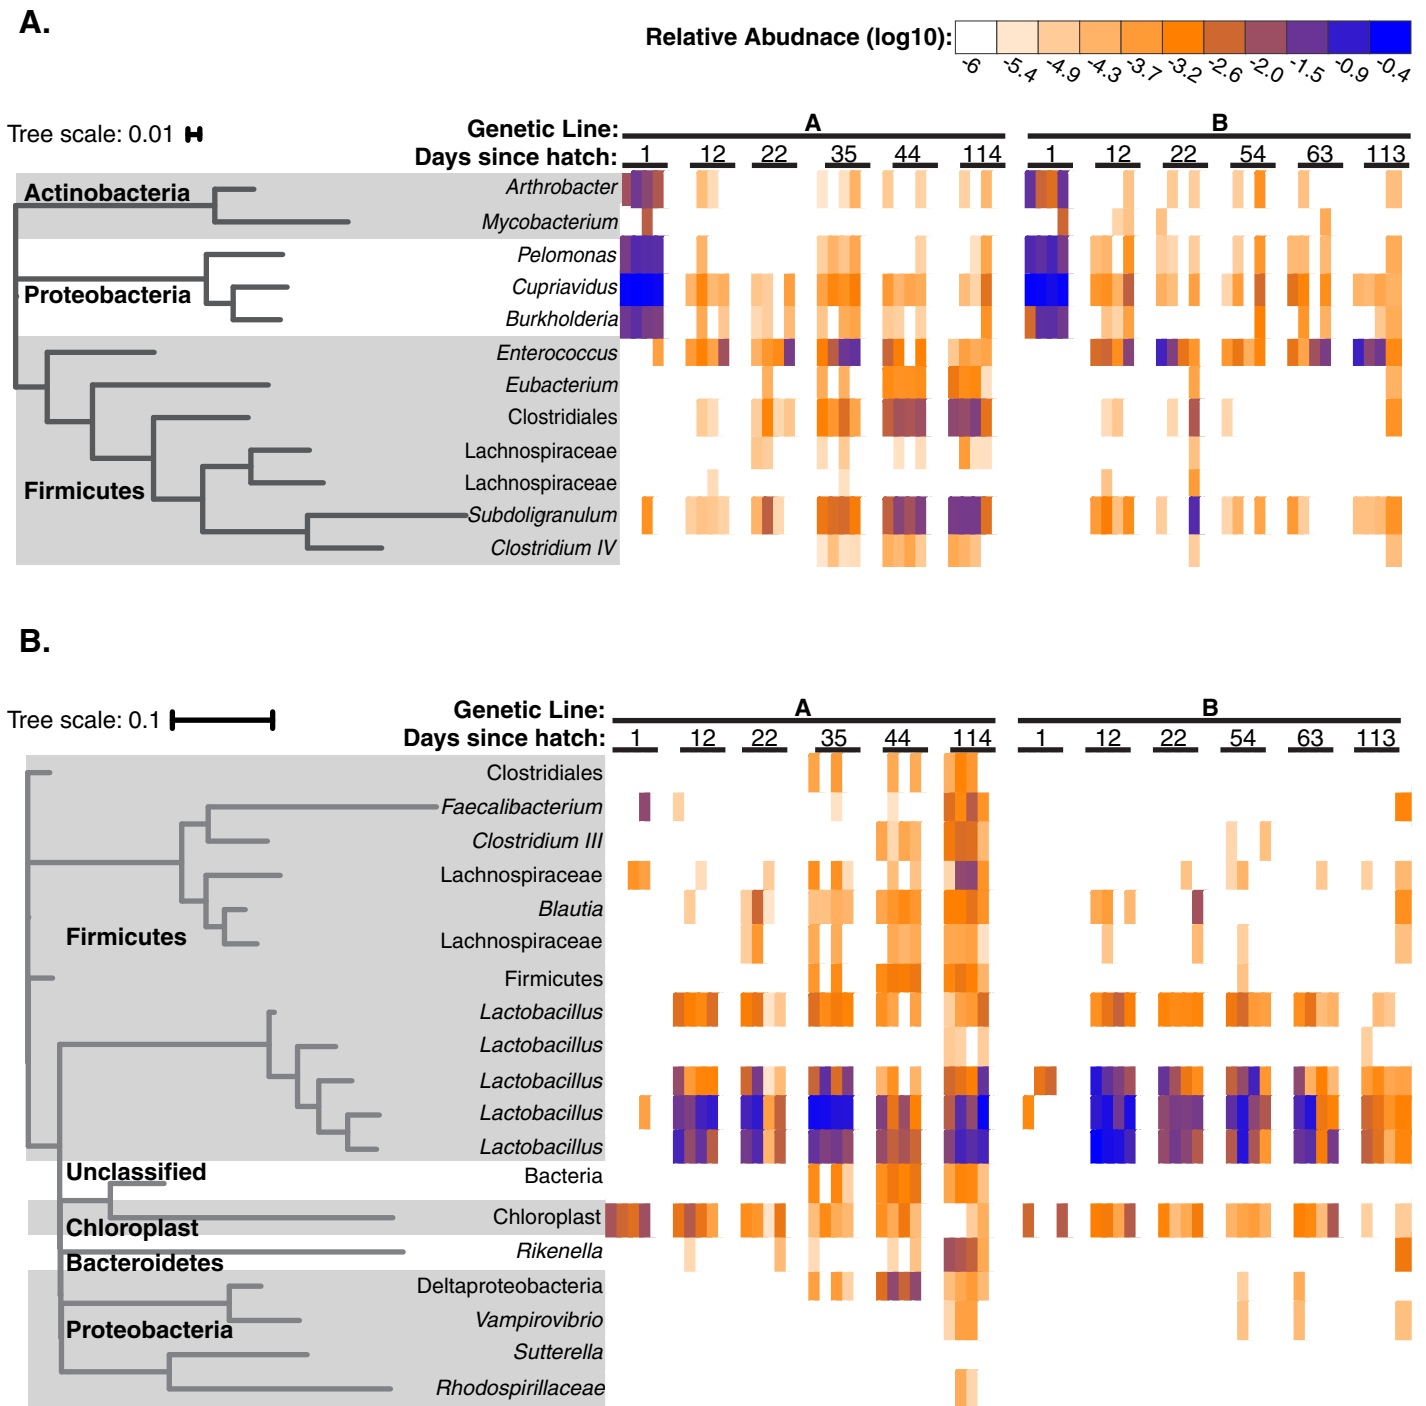 A.
Relative Abudnace (log10):
-6 -5.4 -4.9 -4.3 -3.7 -3.2 -2.6 -2.0 -1.5 -0.9 -0.4
Tree scale: 0.01
Genetic Line: A B
Days since hatch: 1 12 22 35 44 114 1 12 22 54 63 113
Actinobacteria
Arthrobacter
Mycobacterium
Pelomonas
Proteobacteria
Cupriavidus
Burkholderia
Enterococcus
Eubacterium
Clostridiales
Lachnospiraceae
Lachnospiraceae
Firmicutes
Subdoligranulum
Clostridium IV
B.
Tree scale: 0.1
Genetic Line: A B
Days since hatch: 1 12 22 35 44 114 1 12 22 54 63 113
Clostridiales
Faecalibacterium
Clostridium III
Lachnospiraceae
Blautia
Firmicutes
Lachnospiraceae
Firmicutes
Lactobacillus
Lactobacillus
Lactobacillus
Lactobacillus
Lactobacillus
Unclassified
Bacteria
Chloroplast
Chloroplast
Rikenella
Bacteroidetes
Deltaproteobacteria
Vampirovibrio
Proteobacteria
Sutterella
Rhodospirillaceae